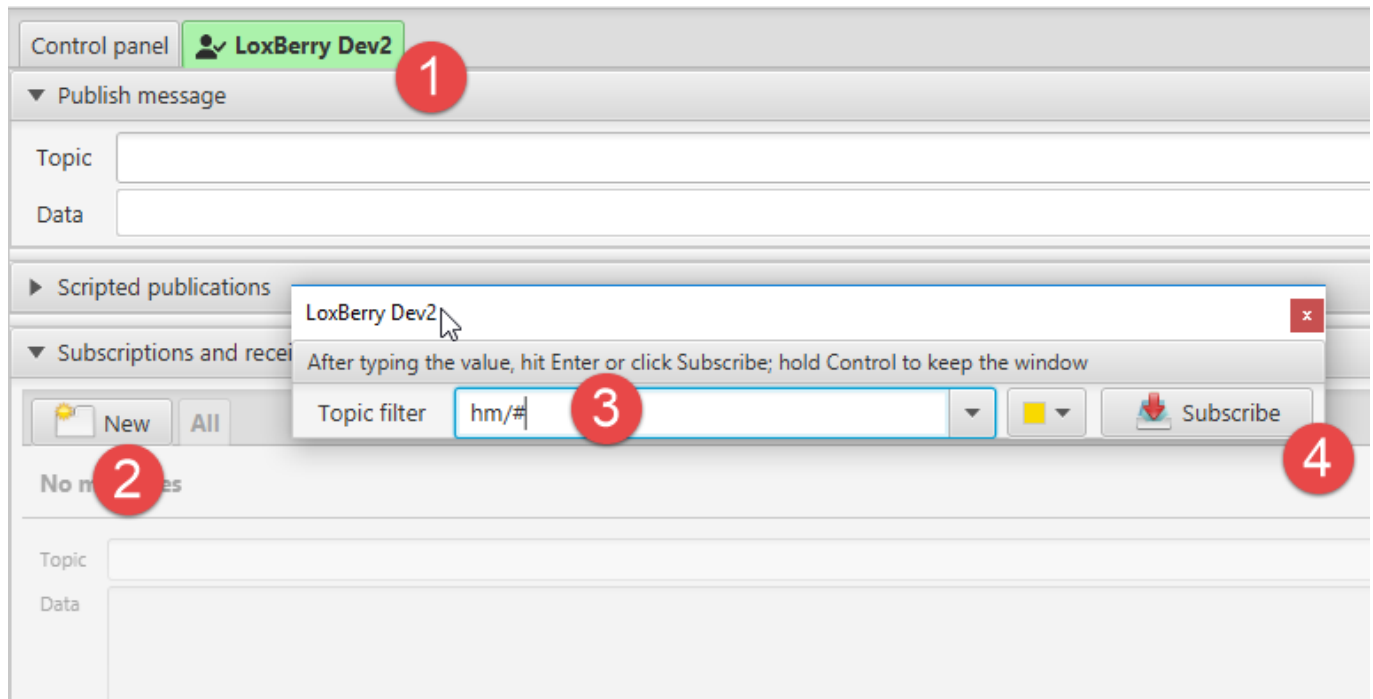 Control panel LoxBerry Dev2
1
Publish message
Topic
Data
Scripted publications
LoxBerry Dev2
x
Subscriptions and recei
After typing the value, hit Enter or click Subscribe; hold Control to keep the window
Topic filter hm/# 3 Subscribe
New All
4
2
No
Topic
Data